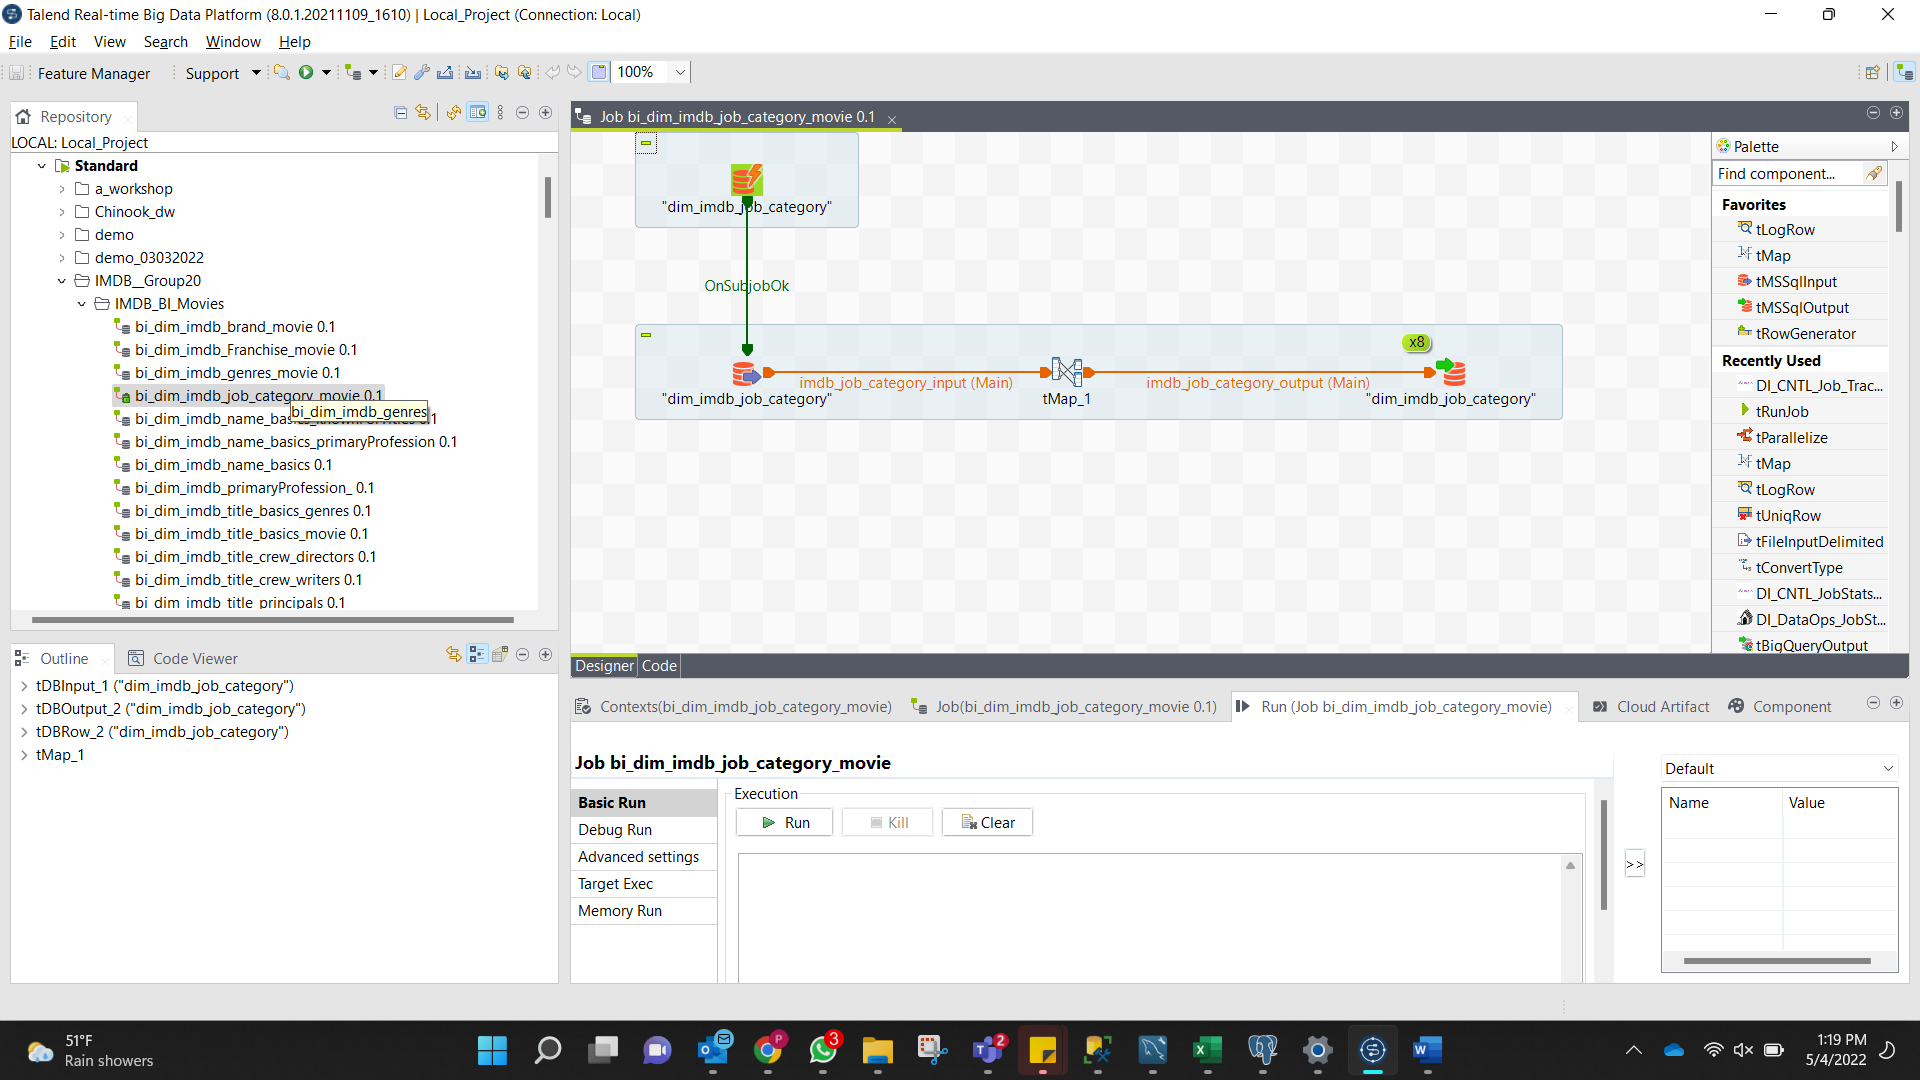 Talend Real-time Big Data Platform (8.0.1.20211109_1610) | Local_Project (Connection: Local)
File Edit View Search Window Help
Feature Manager Support 100%
Repository
LOCAL: Local_Project
Standard
a_workshop
Chinook_dw
demo
demo_03032022
IMDB__Group20
IMDB_BI_Movies
bi_dim_imdb_brand_movie 0.1
bi_dim_imdb_Franchise_movie 0.1
bi_dim_imdb_genres_movie 0.1
bi_dim_imdb_job_category_movie 0.1
bi_dim_imdb_genres
bi_dim_imdb_name_basics_knownForTitles 0.1
bi_dim_imdb_name_basics_primaryProfession 0.1
bi_dim_imdb_name_basics 0.1
bi_dim_imdb_primaryProfession_ 0.1
bi_dim_imdb_title_basics_genres 0.1
bi_dim_imdb_title_basics_movie 0.1
bi_dim_imdb_title_crew_directors 0.1
bi_dim_imdb_title_crew_writers 0.1
bi_dim_imdb_title_principals 0.1
Outline
Code Viewer
tDBInput_1 ("dim_imdb_job_category")
tDBOutput_2 ("dim_imdb_job_category")
tDBRow_2 ("dim_imdb_job_category")
tMap_1
Job bi_dim_imdb_job_category_movie 0.1
"dim_imdb_job_category"
OnSubjobOk
x8
imdb_job_category_input (Main)
imdb_job_category_output (Main)
"dim_imdb_job_category"
tMap_1
"dim_imdb_job_category"
Designer Code
Palette
Find component...
Favorites
tLogRow
tMap
tMSSqlInput
tMSSqlOutput
tRowGenerator
Recently Used
DI_CNTL_Job_Trac...
tRunJob
tParallelize
tMap
tLogRow
tUniqRow
tFileInputDelimited
tConvertType
DI_CNTL_JobStats...
DI_DataOps_JobSt...
tBigQueryOutput
Contexts(bi_dim_imdb_job_category_movie)
Job(bi_dim_imdb_job_category_movie 0.1)
Run (Job bi_dim_imdb_job_category_movie)
Cloud Artifact
Component
Job bi_dim_imdb_job_category_movie
Basic Run
Debug Run
Advanced settings
Target Exec
Memory Run
Execution
Run
Kill
Clear
>>
Default
Name Value
51°F
Rain showers
P
3
2
1:19 PM
5/4/2022